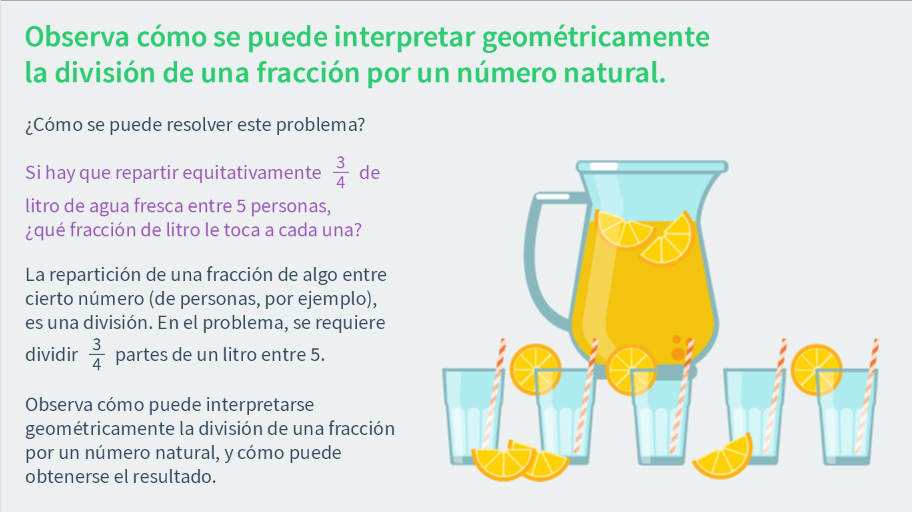 Observa cómo se puede interpretar geométricamente
la división de una fracción por un número natural.
¿Cómo se puede resolver este problema?
Si hay que repartir equitativamente 3/4 de
litro de agua fresca entre 5 personas,
¿qué fracción de litro le toca a cada una?
La repartición de una fracción de algo entre
cierto número (de personas, por ejemplo),
es una división. En el problema, se requiere
dividir 3/4 partes de un litro entre 5.
Observa cómo puede interpretarse
geométricamente la división de una fracción
por un número natural, y cómo puede
obtenerse el resultado.